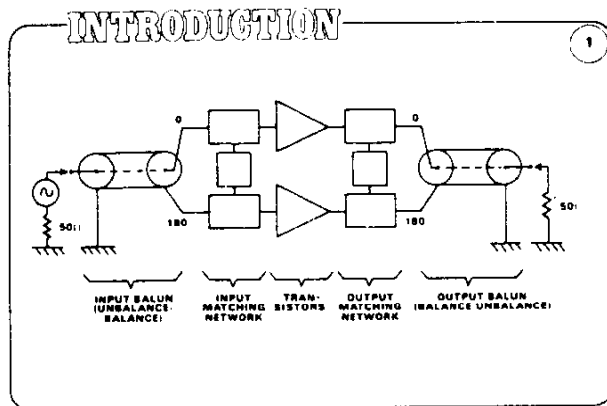 INTRODUCTION
1
0
0
50Ω
180
180
50Ω
INPUT BALUN
(UNBALANCE-
BALANCE)
INPUT
MATCHING
NETWORK
TRAN-
SISTORS
OUTPUT
MATCHING
NETWORK
OUTPUT BALUN
(BALANCE UNBALANCE)